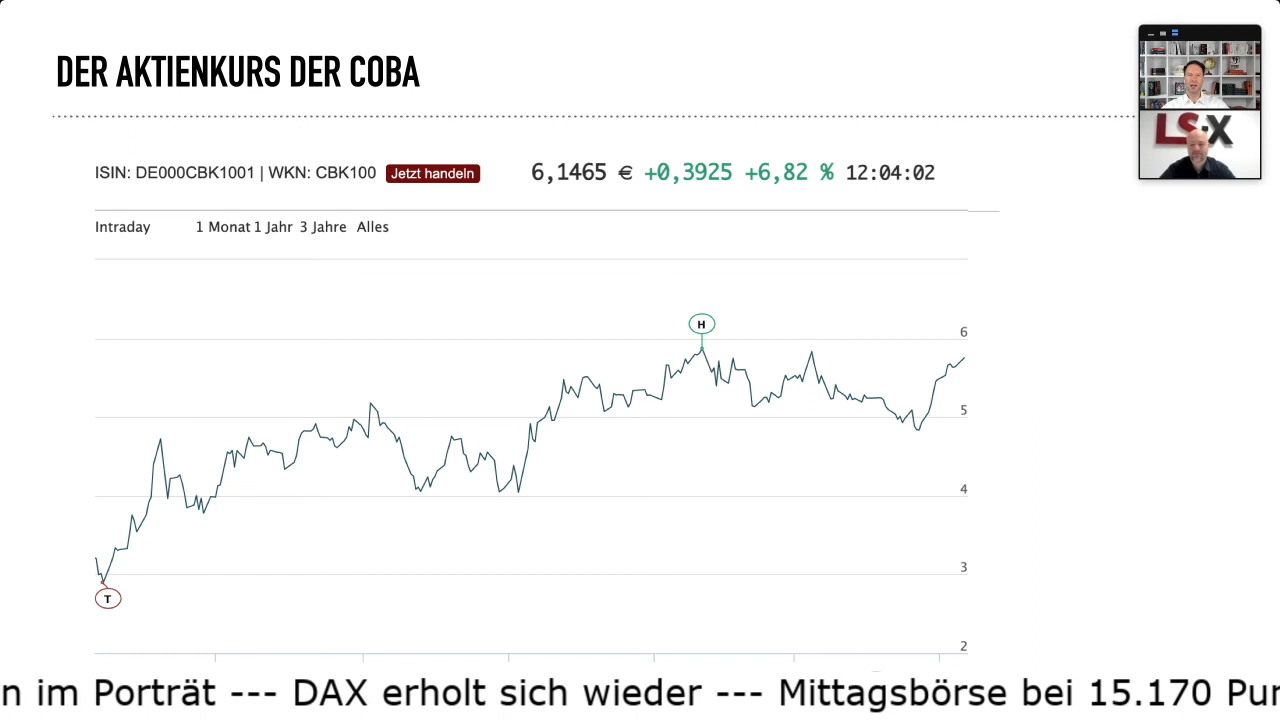 DER AKTIENKURS DER COBA
LS-X
ISIN: DE000CBK1001 | WKN: CBK100 Jetzt handeln 6,1465 € +0,3925 +6,82 % 12:04:02
Intraday 1 Monat 1 Jahr 3 Jahre Alles
H
6
5
4
3
T
2
n im Porträt --- DAX erholt sich wieder --- Mittagsbörse bei 15.170 Pun